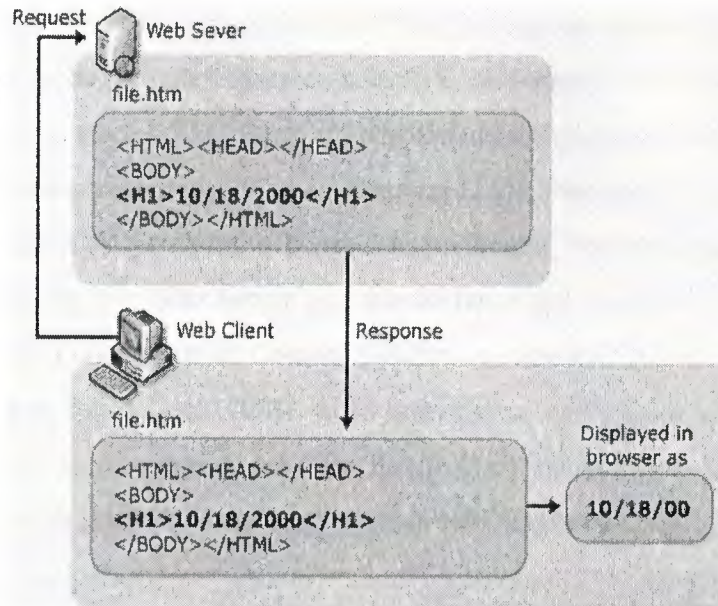 Request
Web Sever
file.htm
<HTML><HEAD></HEAD>
<BODY>
<H1>10/18/2000</H1>
</BODY></HTML>
Web Client
Response
file.htm
<HTML><HEAD></HEAD>
<BODY>
<H1>10/18/2000</H1>
</BODY></HTML>
Displayed in
browser as
10/18/00